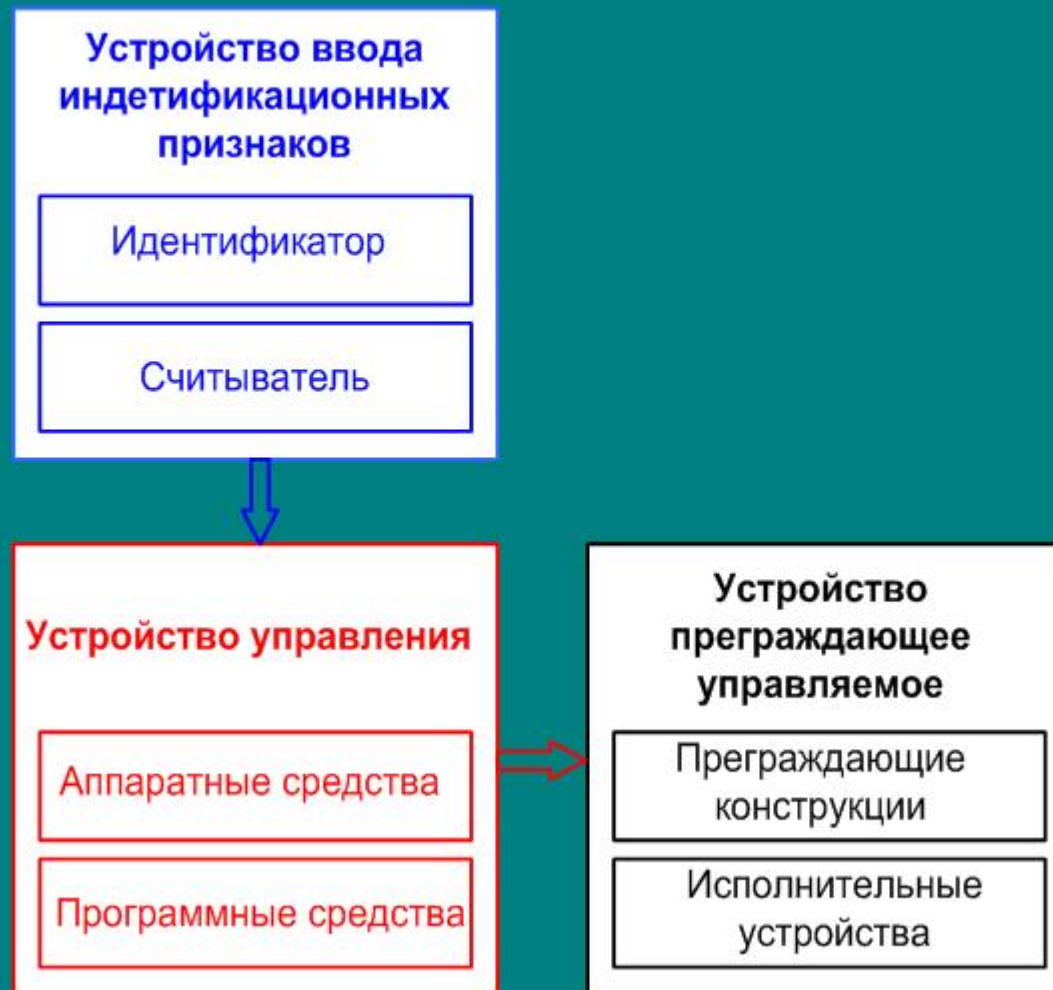 Устройство ввода
индетификационных
признаков
Идентификатор
Считыватель
Устройство управления
Аппаратные средства
Программные средства
Устройство
преграждающее
управляемое
Преграждающие
конструкции
Исполнительные
устройства